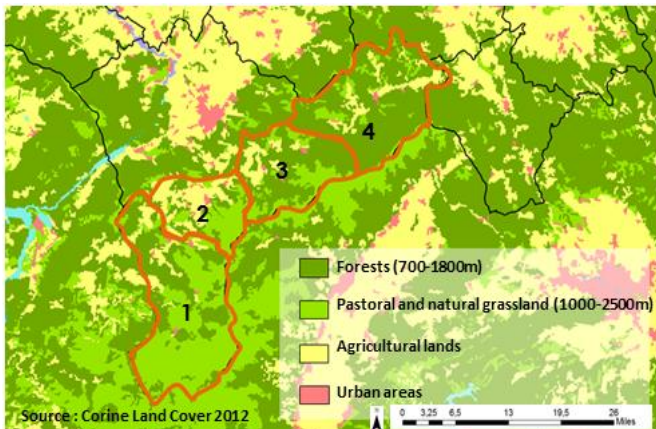 4
3
2
1
Forests (700-1800m)
Pastoral and natural grassland (1000-2500m)
Agricultural lands
Urban areas
Source : Corine Land Cover 2012
0 3,25 6,5 13 19,5 26
Miles